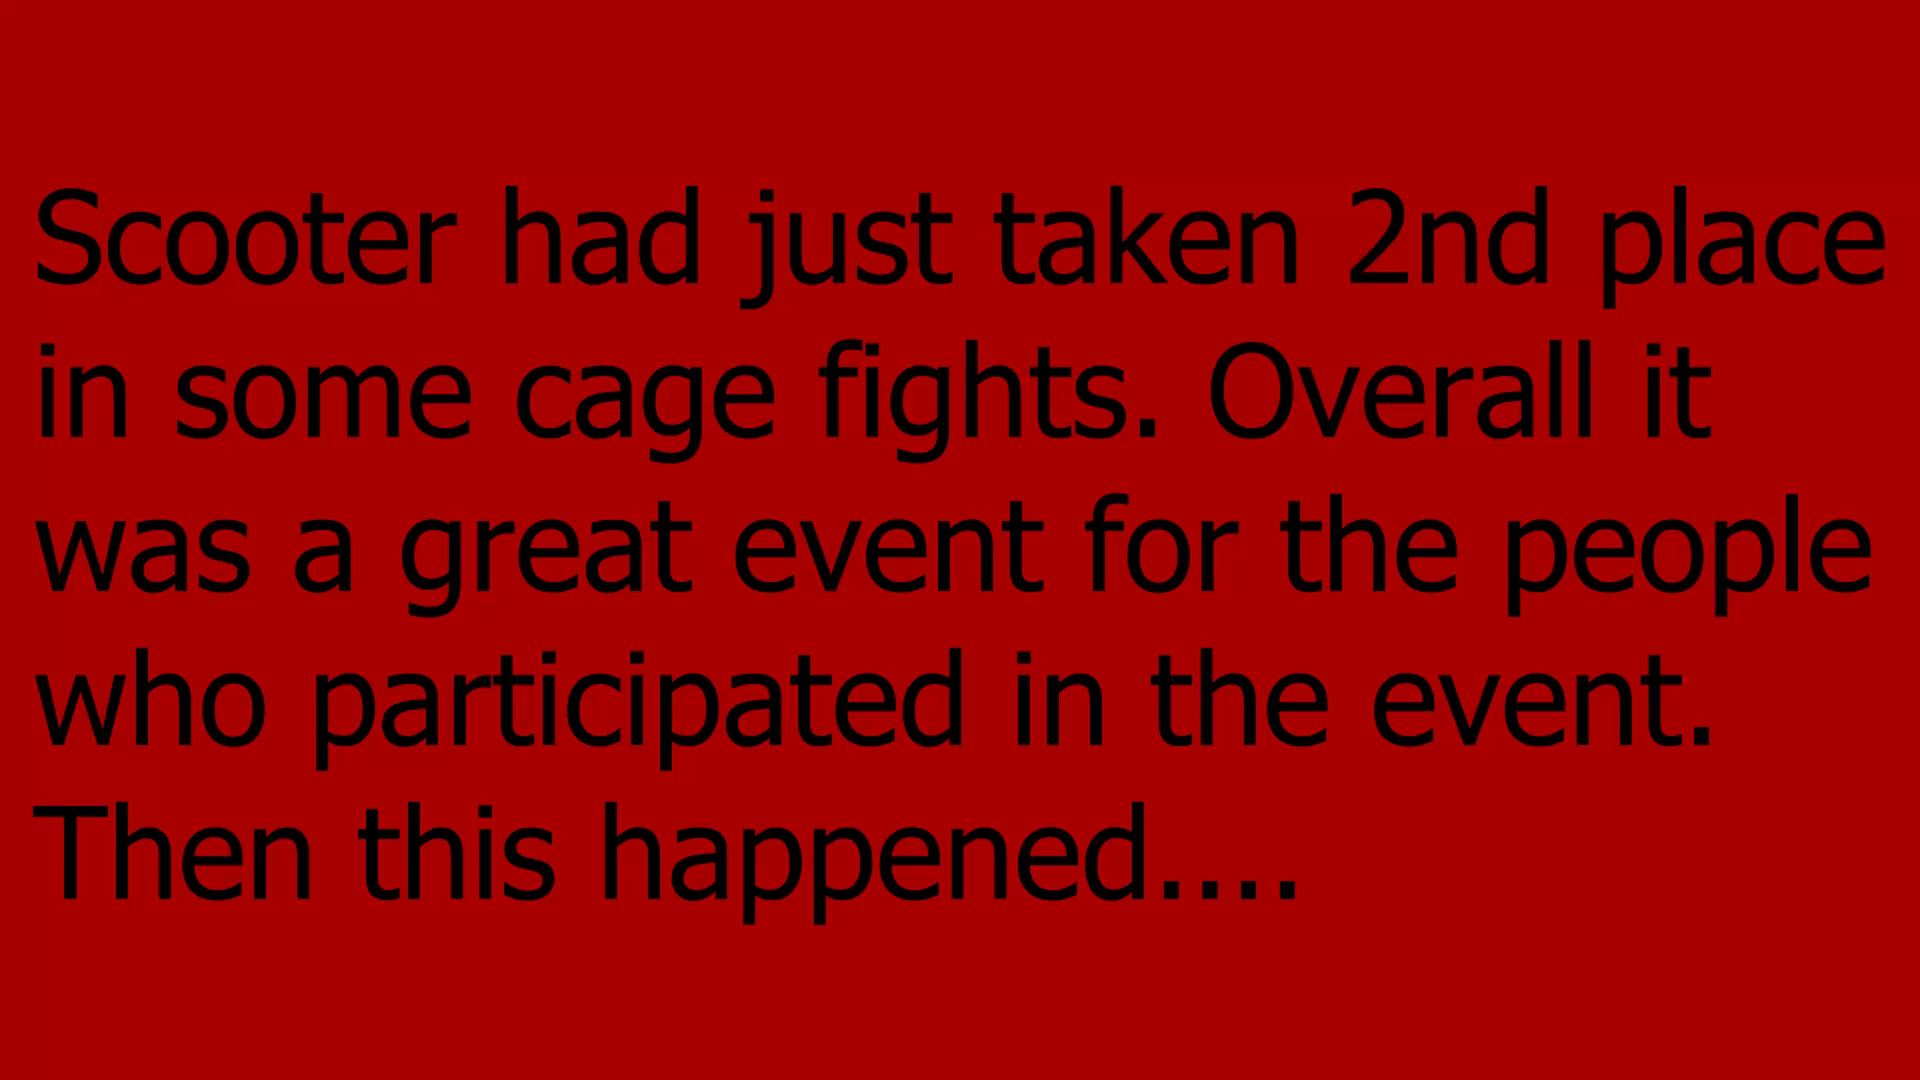 Scooter had just taken 2nd place
in some cage fights. Overall it
was a great event for the people
who participated in the event.
Then this happened....